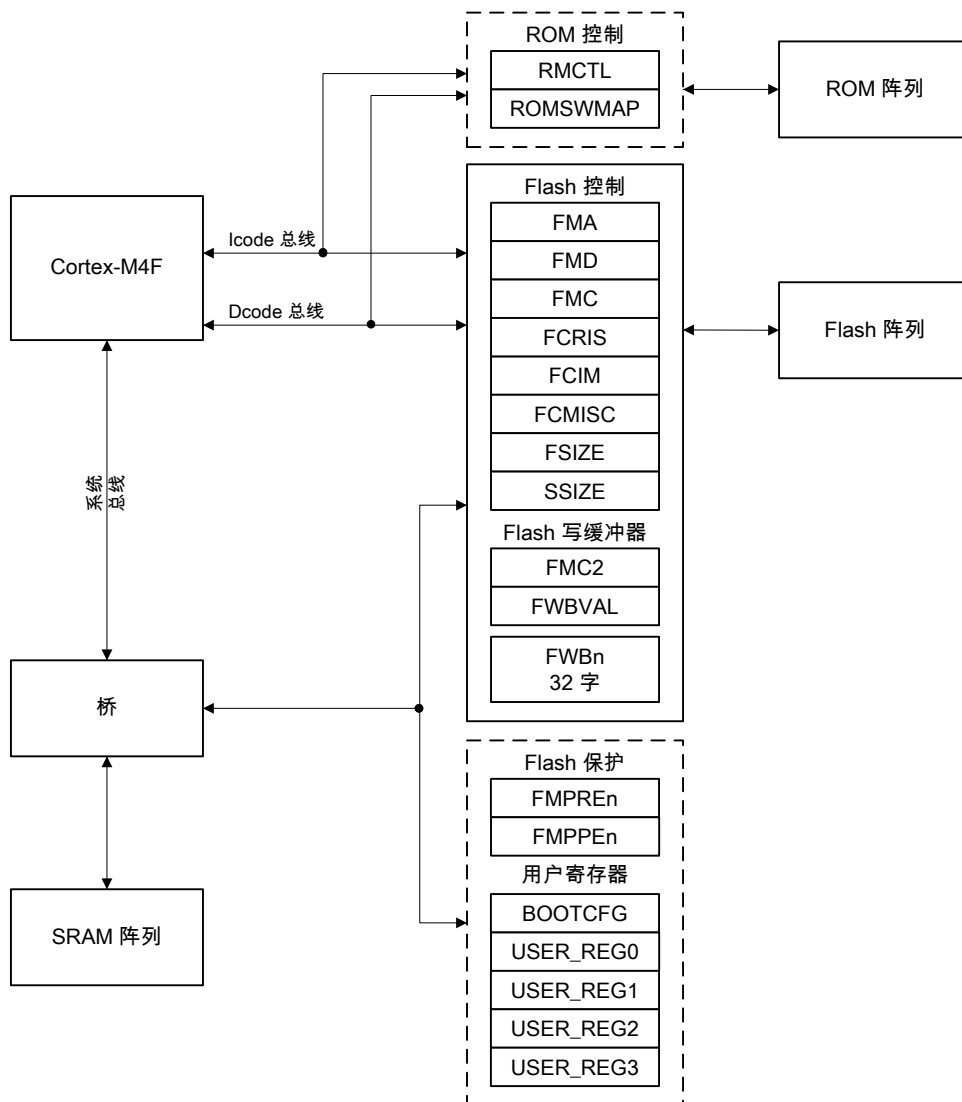 ROM 控制
RMCTL
ROMSWMAP
ROM 阵列
Flash 控制
FMA
FMD
FMC
FCRIS
FCIM
FCMISC
FSIZE
SSIZE
Flash 写缓冲器
FMC2
FWBVAL
FWBn
32 字
Cortex-M4F
Icode 总线
Dcode 总线
Flash 阵列
系统
总线
桥
SRAM 阵列
Flash 保护
FMPREn
FMPPEn
用户寄存器
BOOTCFG
USER_REG0
USER_REG1
USER_REG2
USER_REG3